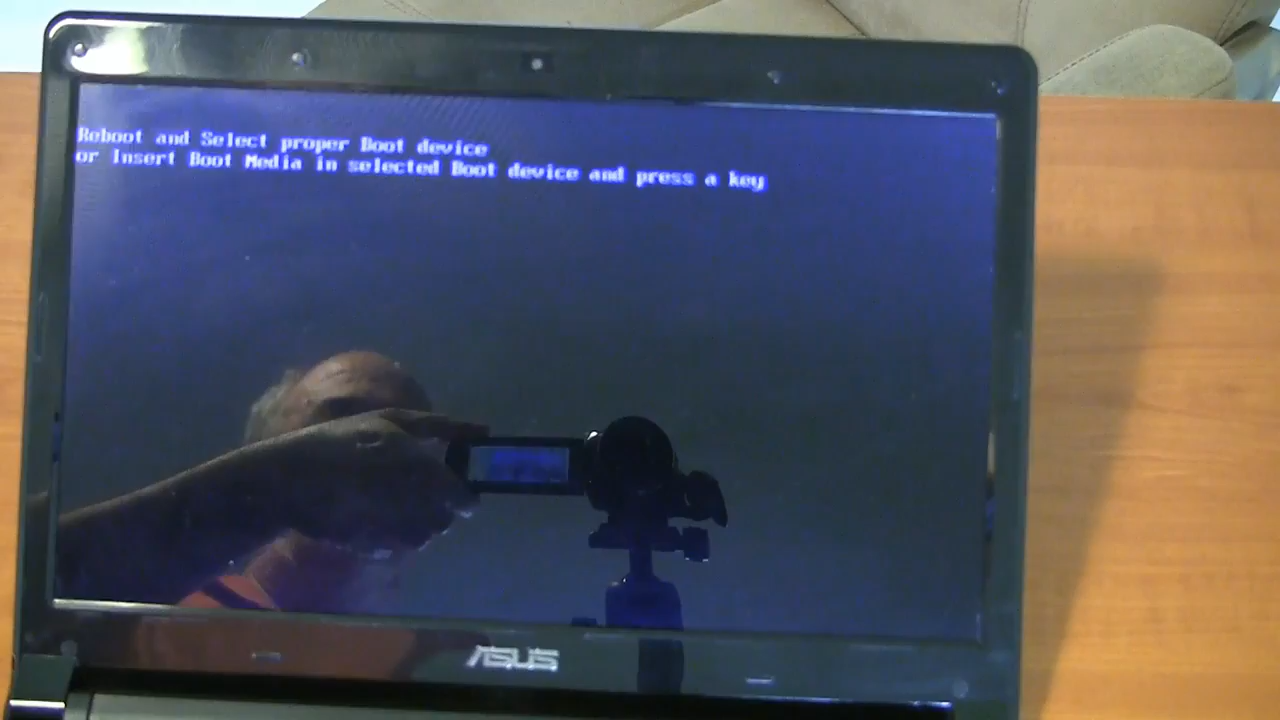 Reboot and Select proper Boot device
or Insert Boot Media in selected Boot device and press a key
ASUS